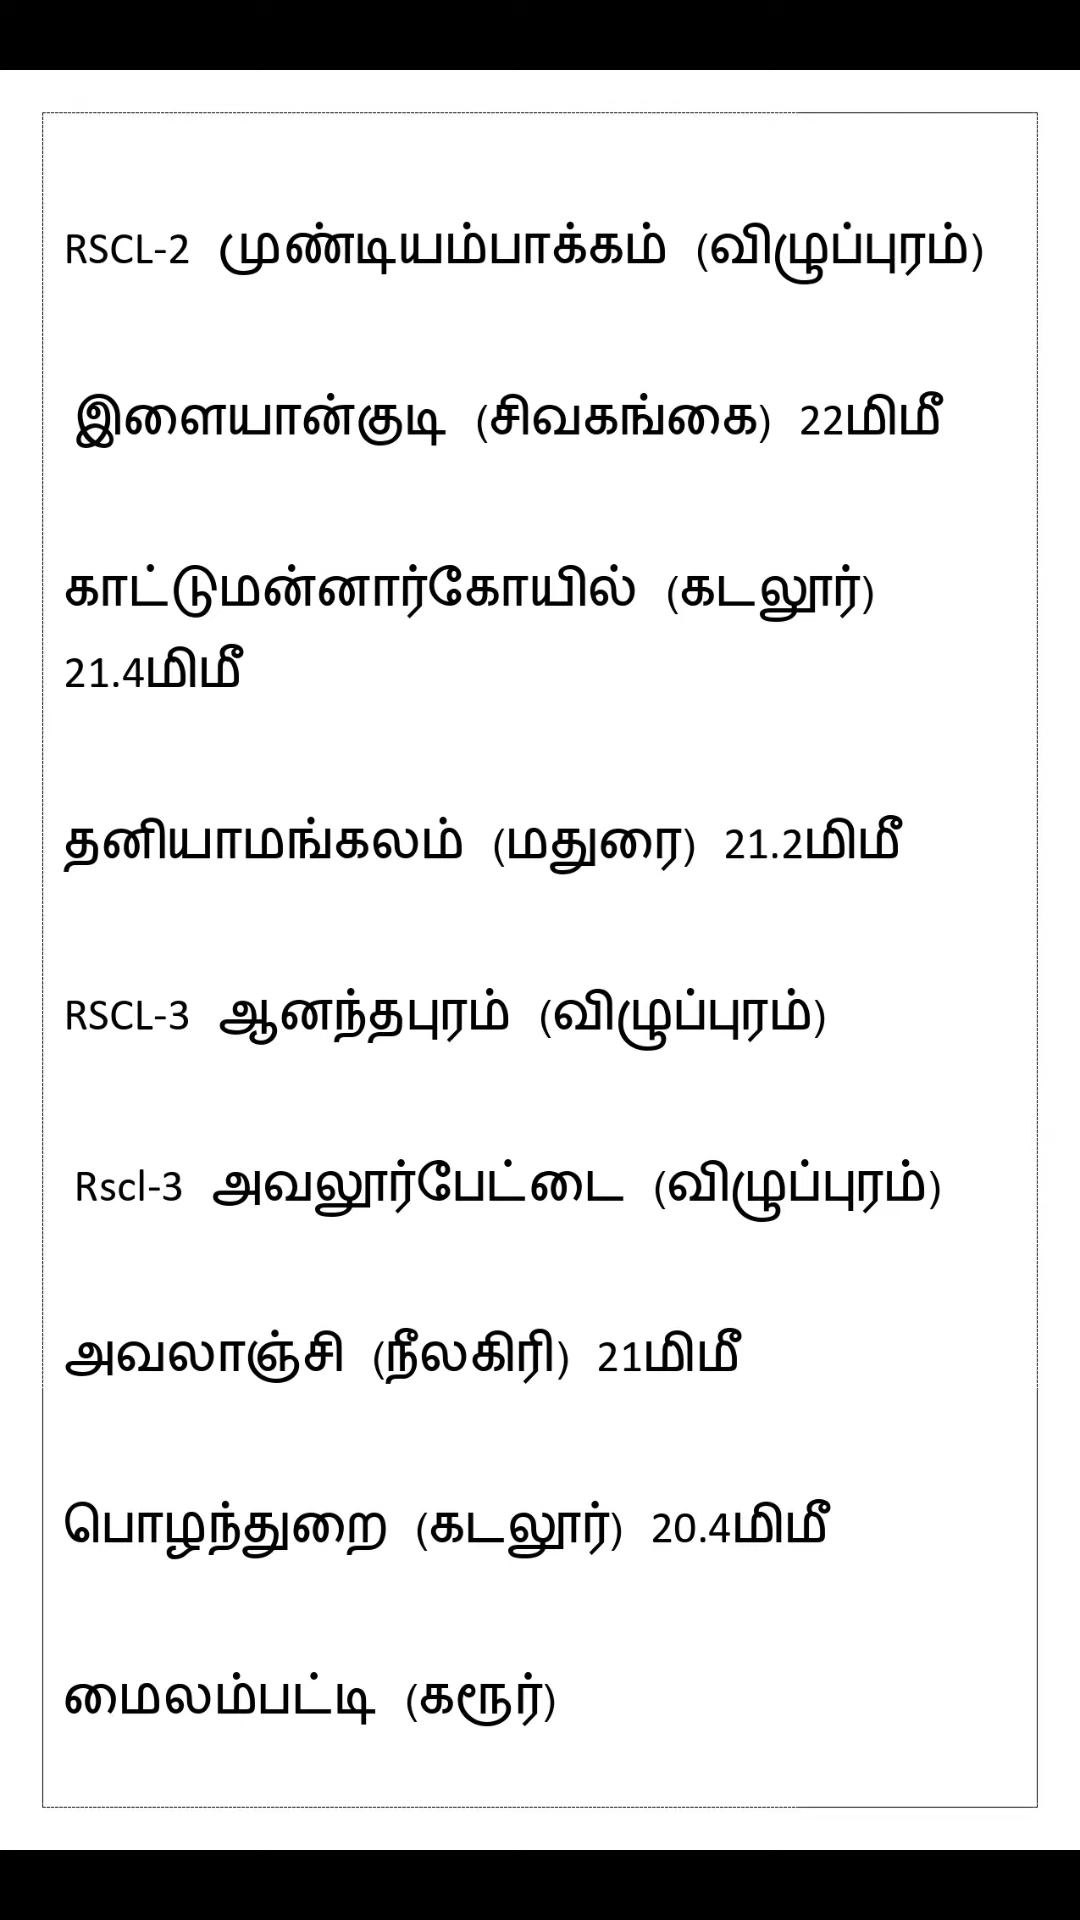 RSCL-2 முண்டியம்பாக்கம் (விழுப்புரம்)
இளையான்குடி (சிவகங்கை) 22மிமீ
காட்டுமன்னார்கோயில் (கடலூர்)
21.4மிமீ
தனியாமங்கலம் (மதுரை) 21.2மிமீ
RSCL-3 ஆனந்தபுரம் (விழுப்புரம்)
Rscl-3 அவலூர்பேட்டை (விழுப்புரம்)
அவலாஞ்சி (நீலகிரி) 21மிமீ
பொழந்துறை (கடலூர்) 20.4மிமீ
மைலம்பட்டி (கரூர்)